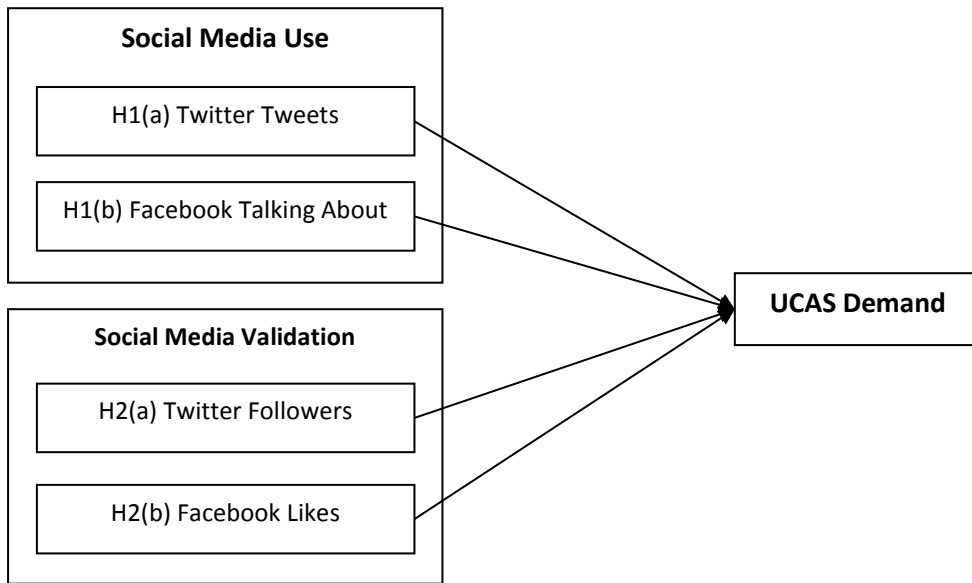 Social Media Use
H1(a) Twitter Tweets
H1(b) Facebook Talking About
UCAS Demand
Social Media Validation
H2(a) Twitter Followers
H2(b) Facebook Likes